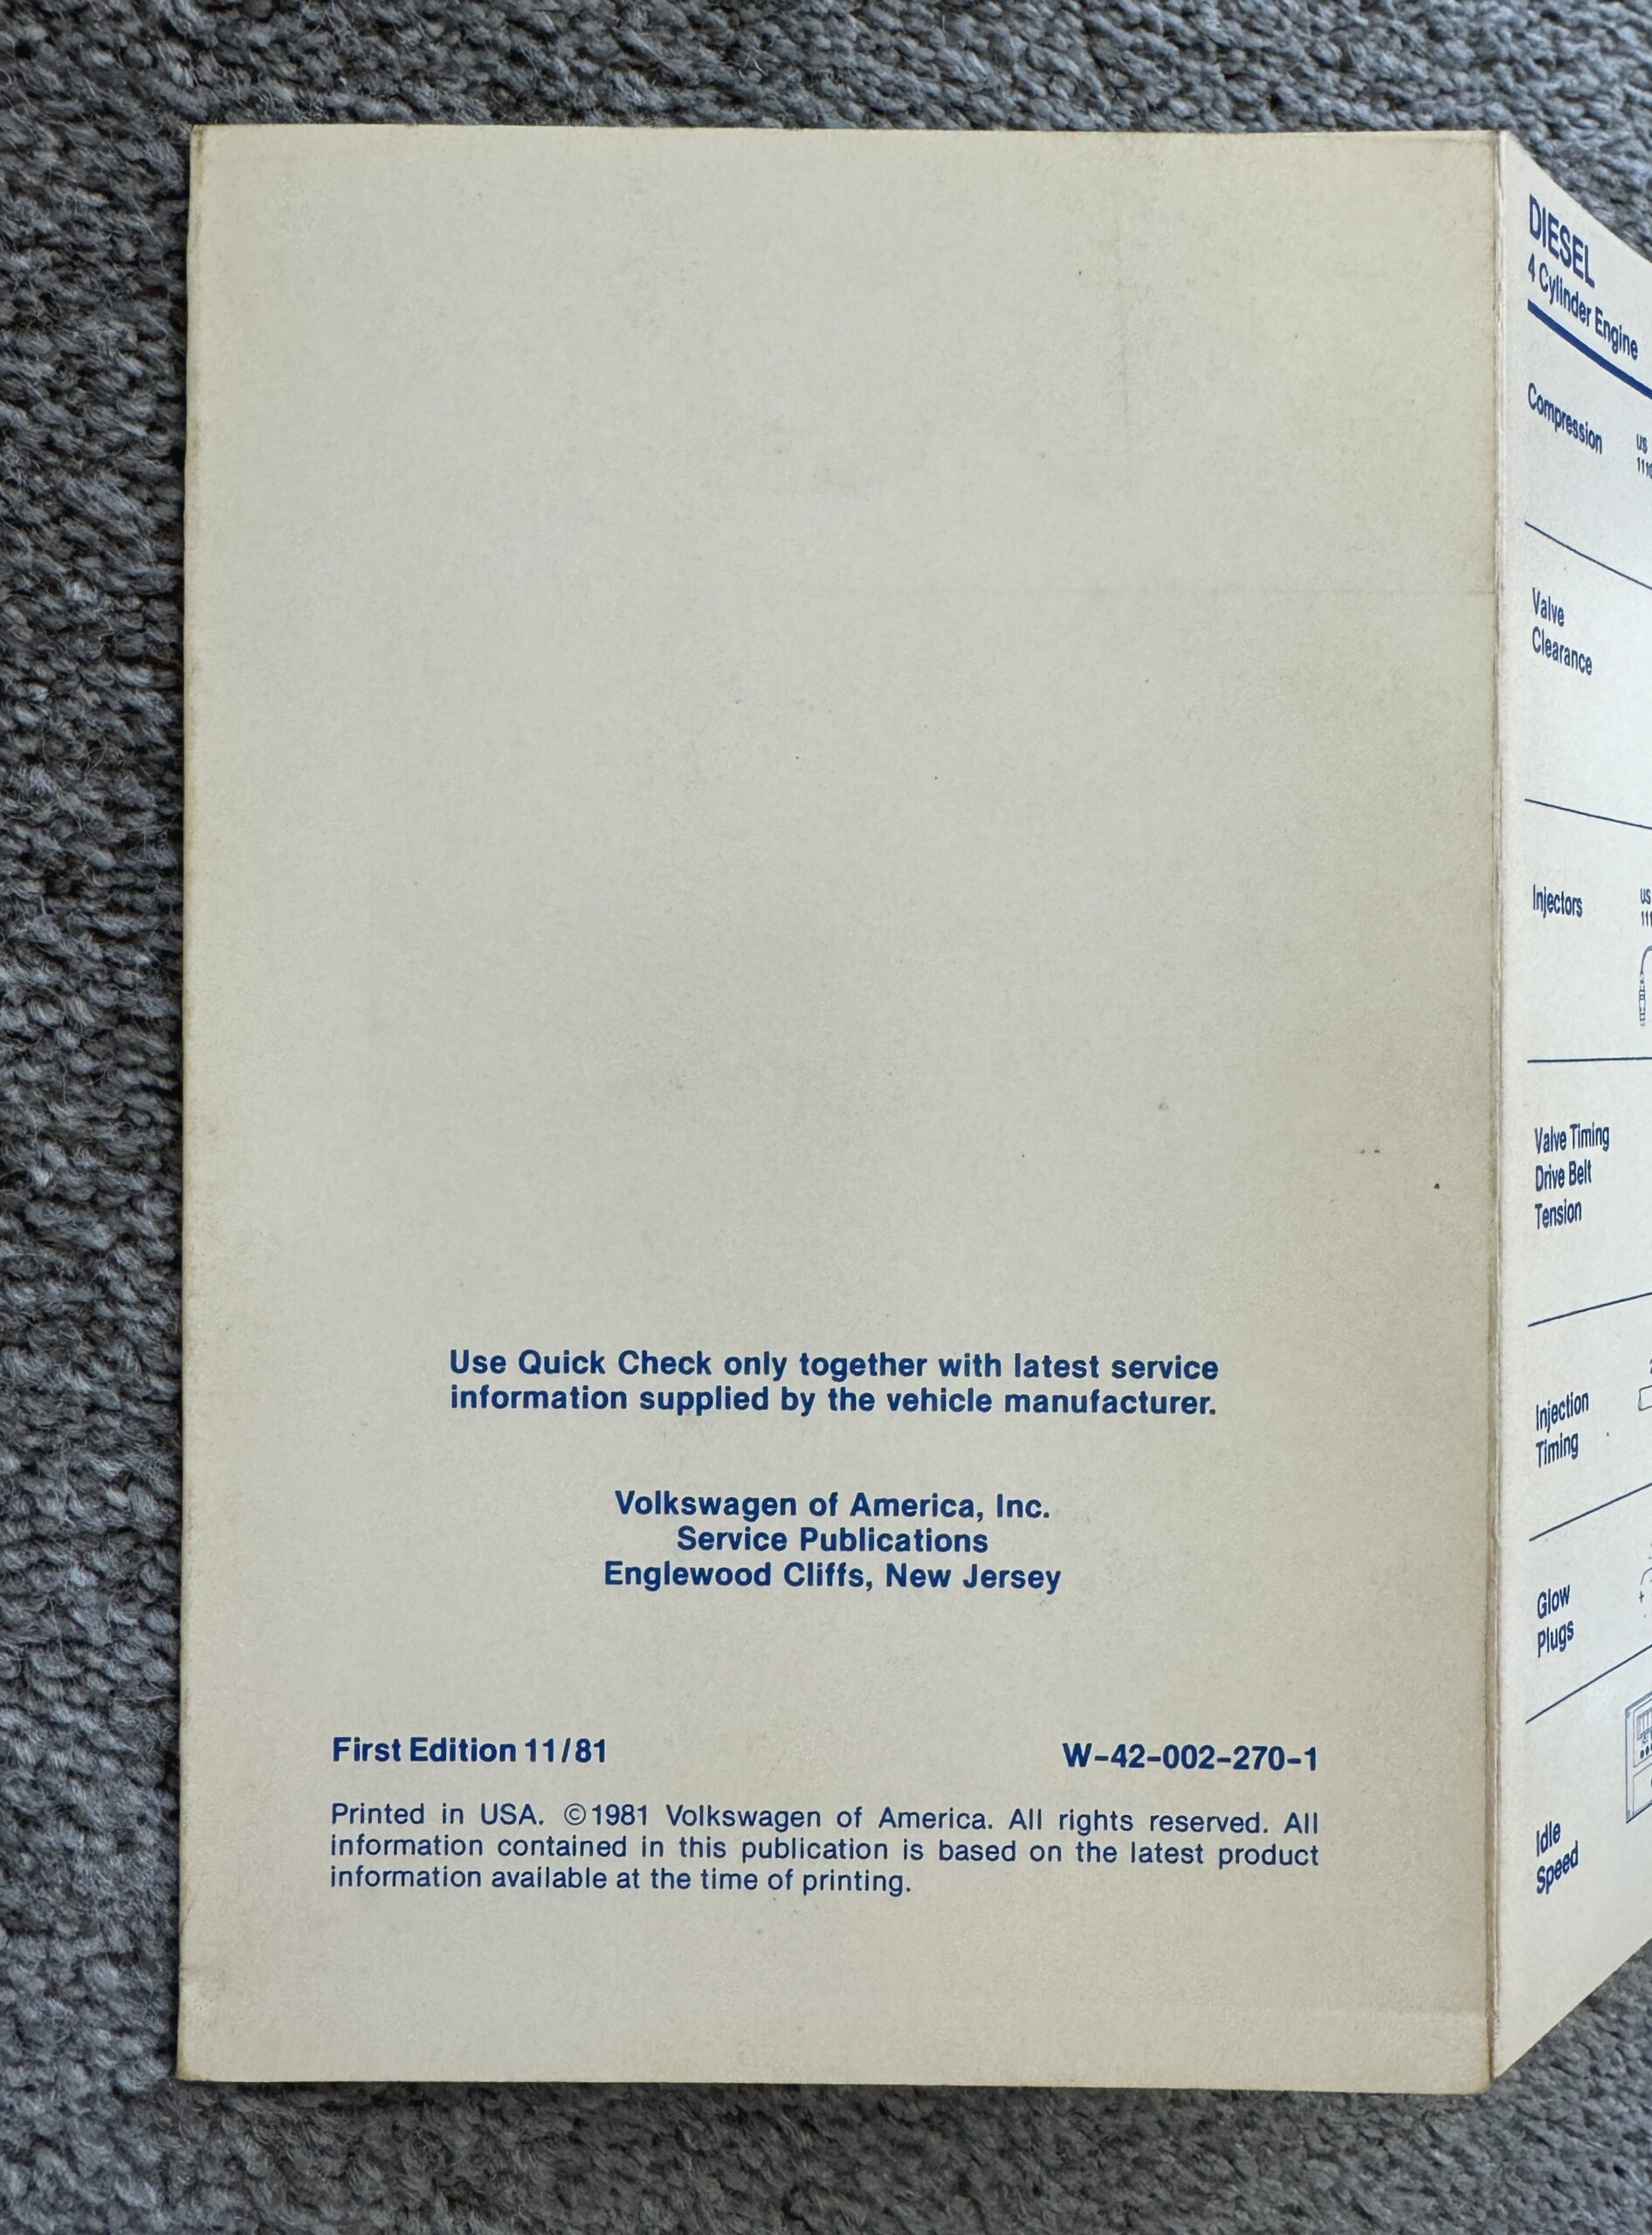 Use Quick Check only together with latest service
information supplied by the vehicle manufacturer.
Volkswagen of America, Inc.
Service Publications
Englewood Cliffs, New Jersey
First Edition 11/81
W-42-002-270-1
Printed in USA. ©1981 Volkswagen of America. All rights reserved. All
information contained in this publication is based on the latest product
information available at the time of printing.
DIESEL
4 Cylinder Engine
Compression
US
Valve
Clearance
Injectors
US
Valve Timing
Drive Belt
Tension
Injection
Timing
Glow
Plugs
Idle
Speed